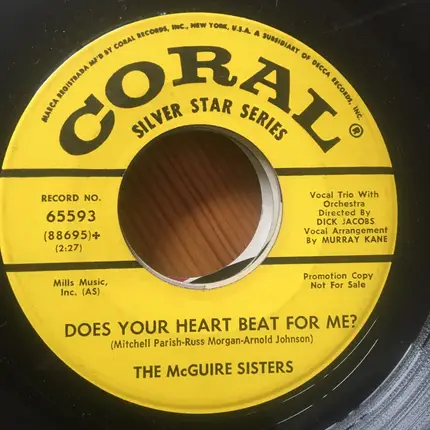 MARCA REGISTRADA MF'D BY CORAL RECORDS, INC., NEW YORK, U.S.A. A SUBSIDIARY OF DECCA RECORDS, INC.
CORAL®
SILVER STAR SERIES
RECORD NO.
65593
(88695)+
(2:27)
Vocal Trio With
Orchestra
Directed By
DICK JACOBS
Vocal Arrangement
By MURRAY KANE
Mills Music,
Inc. (AS)
Promotion Copy
Not For Sale
DOES YOUR HEART BEAT FOR ME?
(Mitchell Parish-Russ Morgan-Arnold Johnson)
THE McGUIRE SISTERS